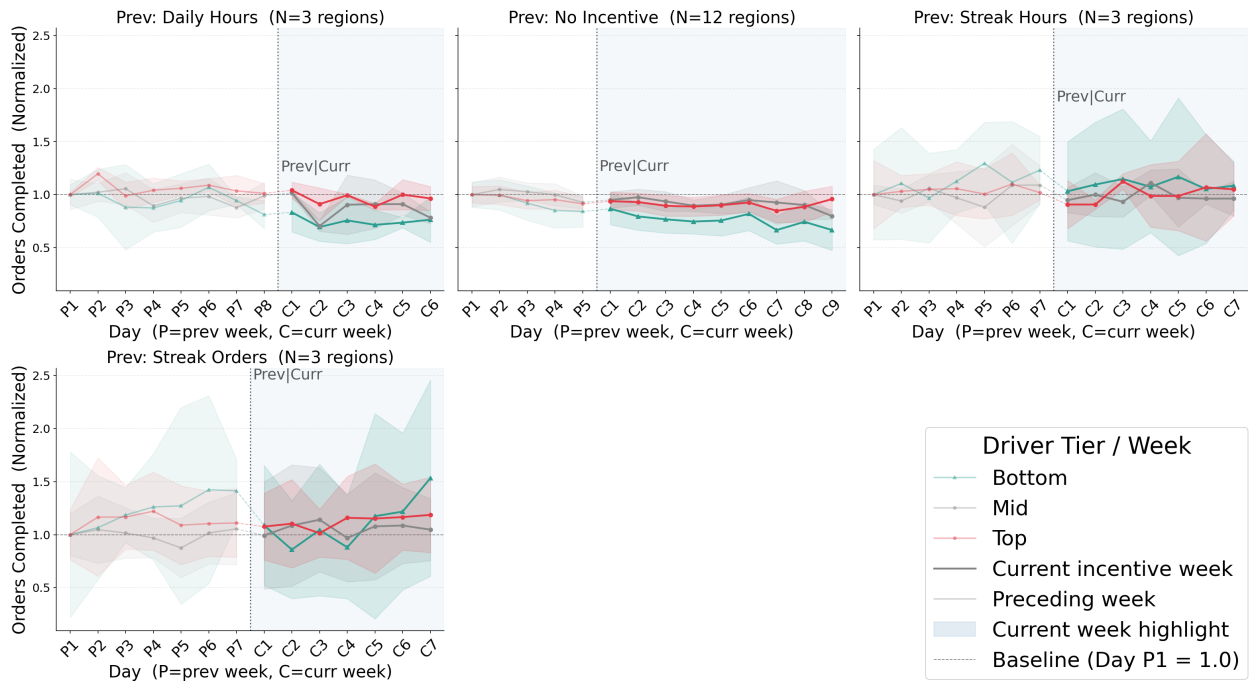 Prev: Daily Hours  (N=3 regions)
Prev: No Incentive  (N=12 regions)
Prev: Streak Hours  (N=3 regions)
Orders Completed  (Normalized)
2.5
2.0
1.5
1.0
0.5
Prev|Curr
Prev|Curr
Prev|Curr
P1 P2 P3 P4 P5 P6 P7 P8 C1 C2 C3 C4 C5 C6
P1 P2 P3 P4 P5 C1 C2 C3 C4 C5 C6 C7 C8 C9
P1 P2 P3 P4 P5 P6 P7 C1 C2 C3 C4 C5 C6 C7
Day  (P=prev week, C=curr week)
Day  (P=prev week, C=curr week)
Day  (P=prev week, C=curr week)
Prev: Streak Orders  (N=3 regions)
Orders Completed  (Normalized)
2.5
2.0
1.5
1.0
0.5
Prev|Curr
P1 P2 P3 P4 P5 P6 P7 C1 C2 C3 C4 C5 C6 C7
Day  (P=prev week, C=curr week)
Driver Tier / Week
Bottom
Mid
Top
Current incentive week
Preceding week
Current week highlight
Baseline (Day P1 = 1.0)